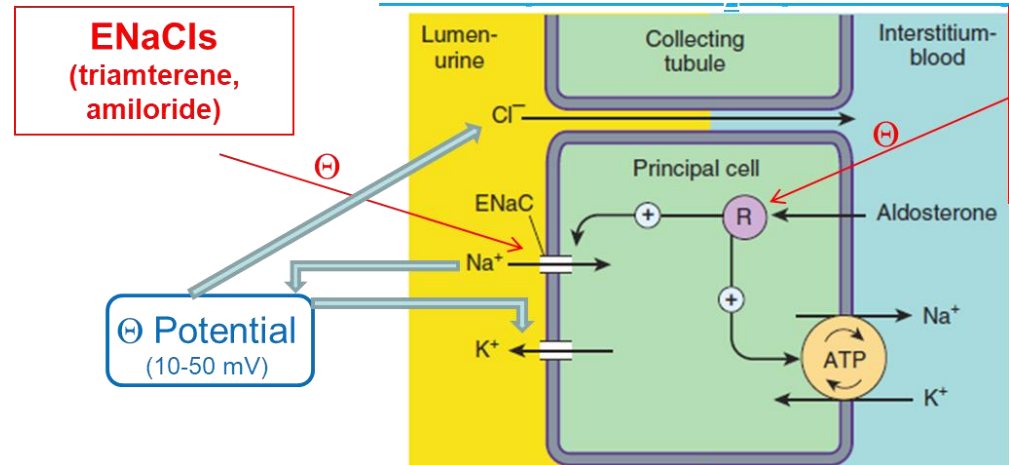 ENaCIs
(triamterene,
amiloride)
Lumen-
urine
Collecting
tubule
Interstitium-
blood
Cl⁻
Θ
Θ
Principal cell
ENaC
+
R
Aldosterone
Na⁺
+
Θ Potential
(10-50 mV)
Na⁺
K⁺
ATP
K⁺